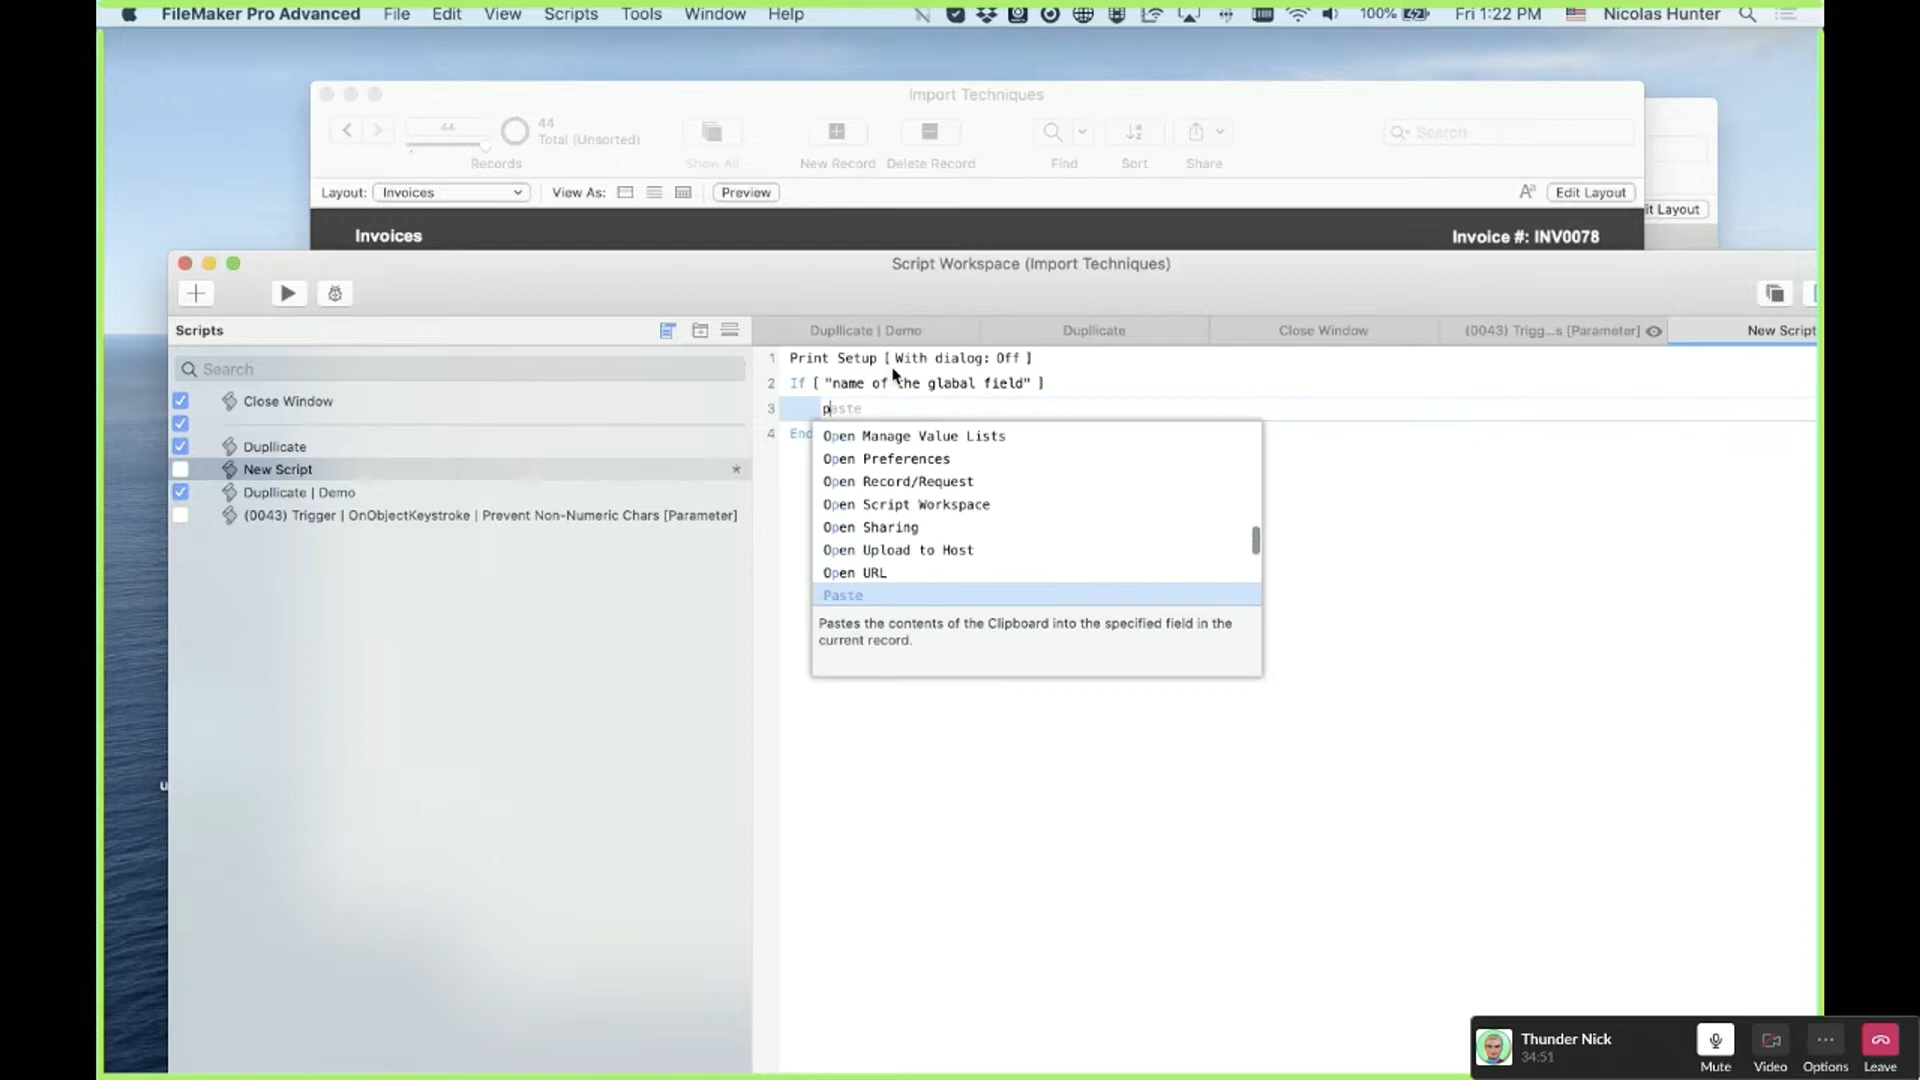 FileMaker Pro Advanced File Edit View Scripts Tools Window Help 100% Fri 1:22 PM Nicolas Hunter
Import Techniques
44
44
Total (Unsorted)
Search
Records Show All New Record Delete Record Find Sort Share
Layout: Invoices View As: Preview Edit Layout
it Layout
Invoices Invoice #: INV0078
Script Workspace (Import Techniques)
Scripts
Dupllicate | Demo Dupllicate Close Window (0043) Trigg...s [Parameter] New Script
Search
Close Window
Dupllicate
New Script *
Dupllicate | Demo
(0043) Trigger | OnObjectKeystroke | Prevent Non-Numeric Chars [Parameter]
1 Print Setup [ With dialog: Off ]
2 If [ "name of the glabal field" ]
3 paste
4 End
Open Manage Value Lists
Open Preferences
Open Record/Request
Open Script Workspace
Open Sharing
Open Upload to Host
Open URL
Paste
Pastes the contents of the Clipboard into the specified field in the
current record.
u
Thunder Nick
34:51
Mute Video Options Leave